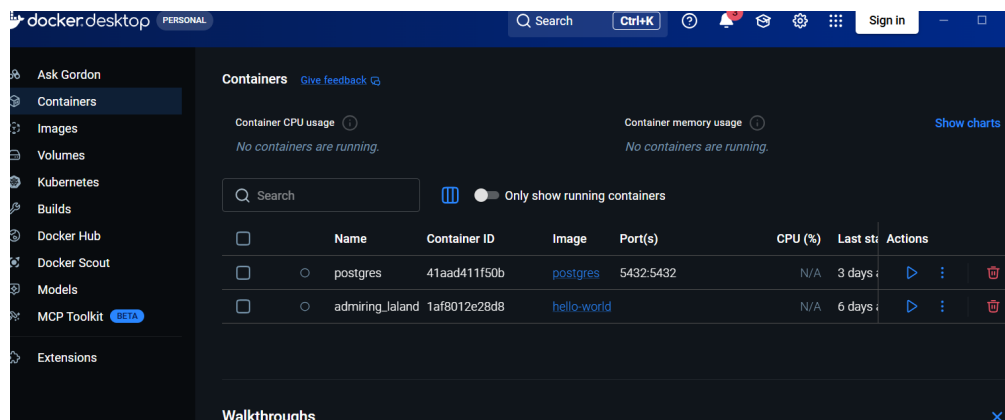 docker.desktop PERSONAL Search Ctrl+K 3 Sign in
Ask Gordon
Containers
Images
Volumes
Kubernetes
Builds
Docker Hub
Docker Scout
Models
MCP Toolkit BETA
Extensions
Containers Give feedback
Container CPU usage
No containers are running.
Container memory usage
No containers are running.
Show charts
Search
Only show running containers
Name Container ID Image Port(s) CPU (%) Last sta Actions
postgres 41aad411f50b postgres 5432:5432 N/A 3 days a
admiring_laland 1af8012e28d8 hello-world N/A 6 days a
Walkthroughs